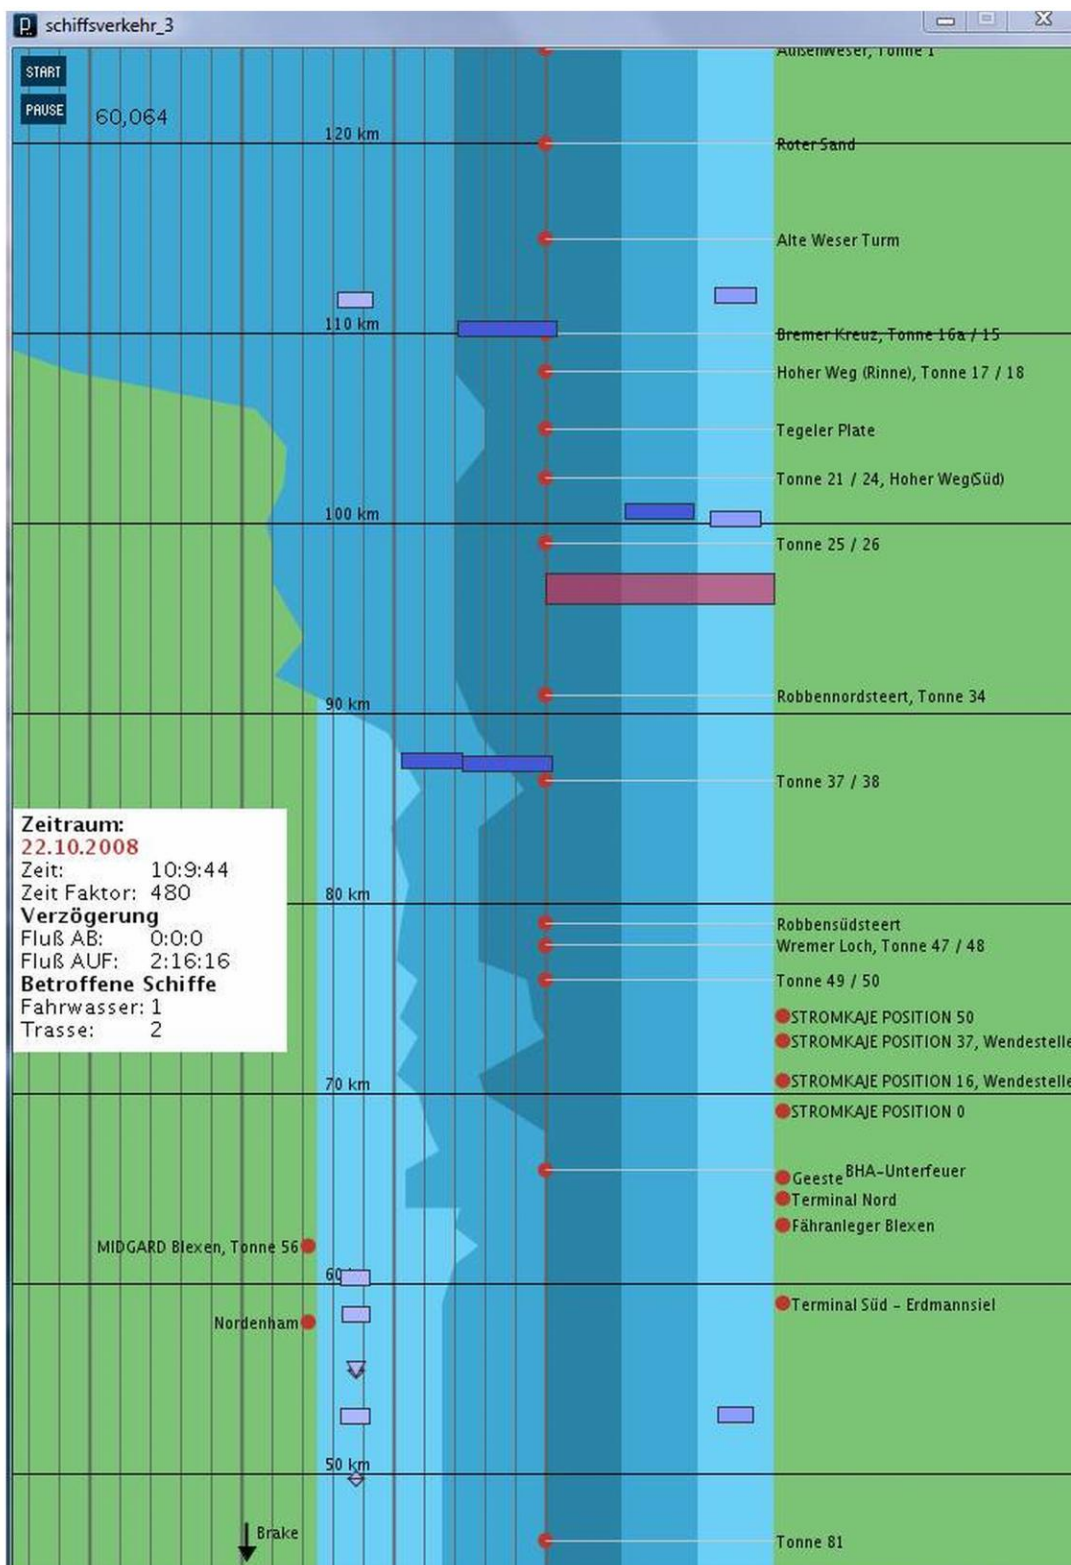 schiffsverkehr_3
Außenweser, Tonne 1
START
PAUSE
60,064
120 km
Roter Sand
Alte Weser Turm
110 km
Bremer Kreuz, Tonne 16a / 15
Hoher Weg (Rinne), Tonne 17 / 18
Tegeler Plate
Tonne 21 / 24, Hoher Weg(Süd)
100 km
Tonne 25 / 26
Robbennordsteert, Tonne 34
90 km
Tonne 37 / 38
Zeitraum:
22.10.2008
Zeit: 10:9:44
Zeit Faktor: 480
Verzögerung
Fluß AB: 0:0:0
Fluß AUF: 2:16:16
Betroffene Schiffe
Fahrwasser: 1
Trasse: 2
80 km
Robbensüdsteert
Wremer Loch, Tonne 47 / 48
Tonne 49 / 50
STROMKAJE POSITION 50
STROMKAJE POSITION 37, Wendestelle
STROMKAJE POSITION 16, Wendestelle
70 km
STROMKAJE POSITION 0
BHA-Unterfeuer
Geeste
Terminal Nord
Fähranleger Blexen
MIDGARD Blexen, Tonne 56
60
Terminal Süd - Erdmannsiel
Nordenham
50 km
Brake
Tonne 81